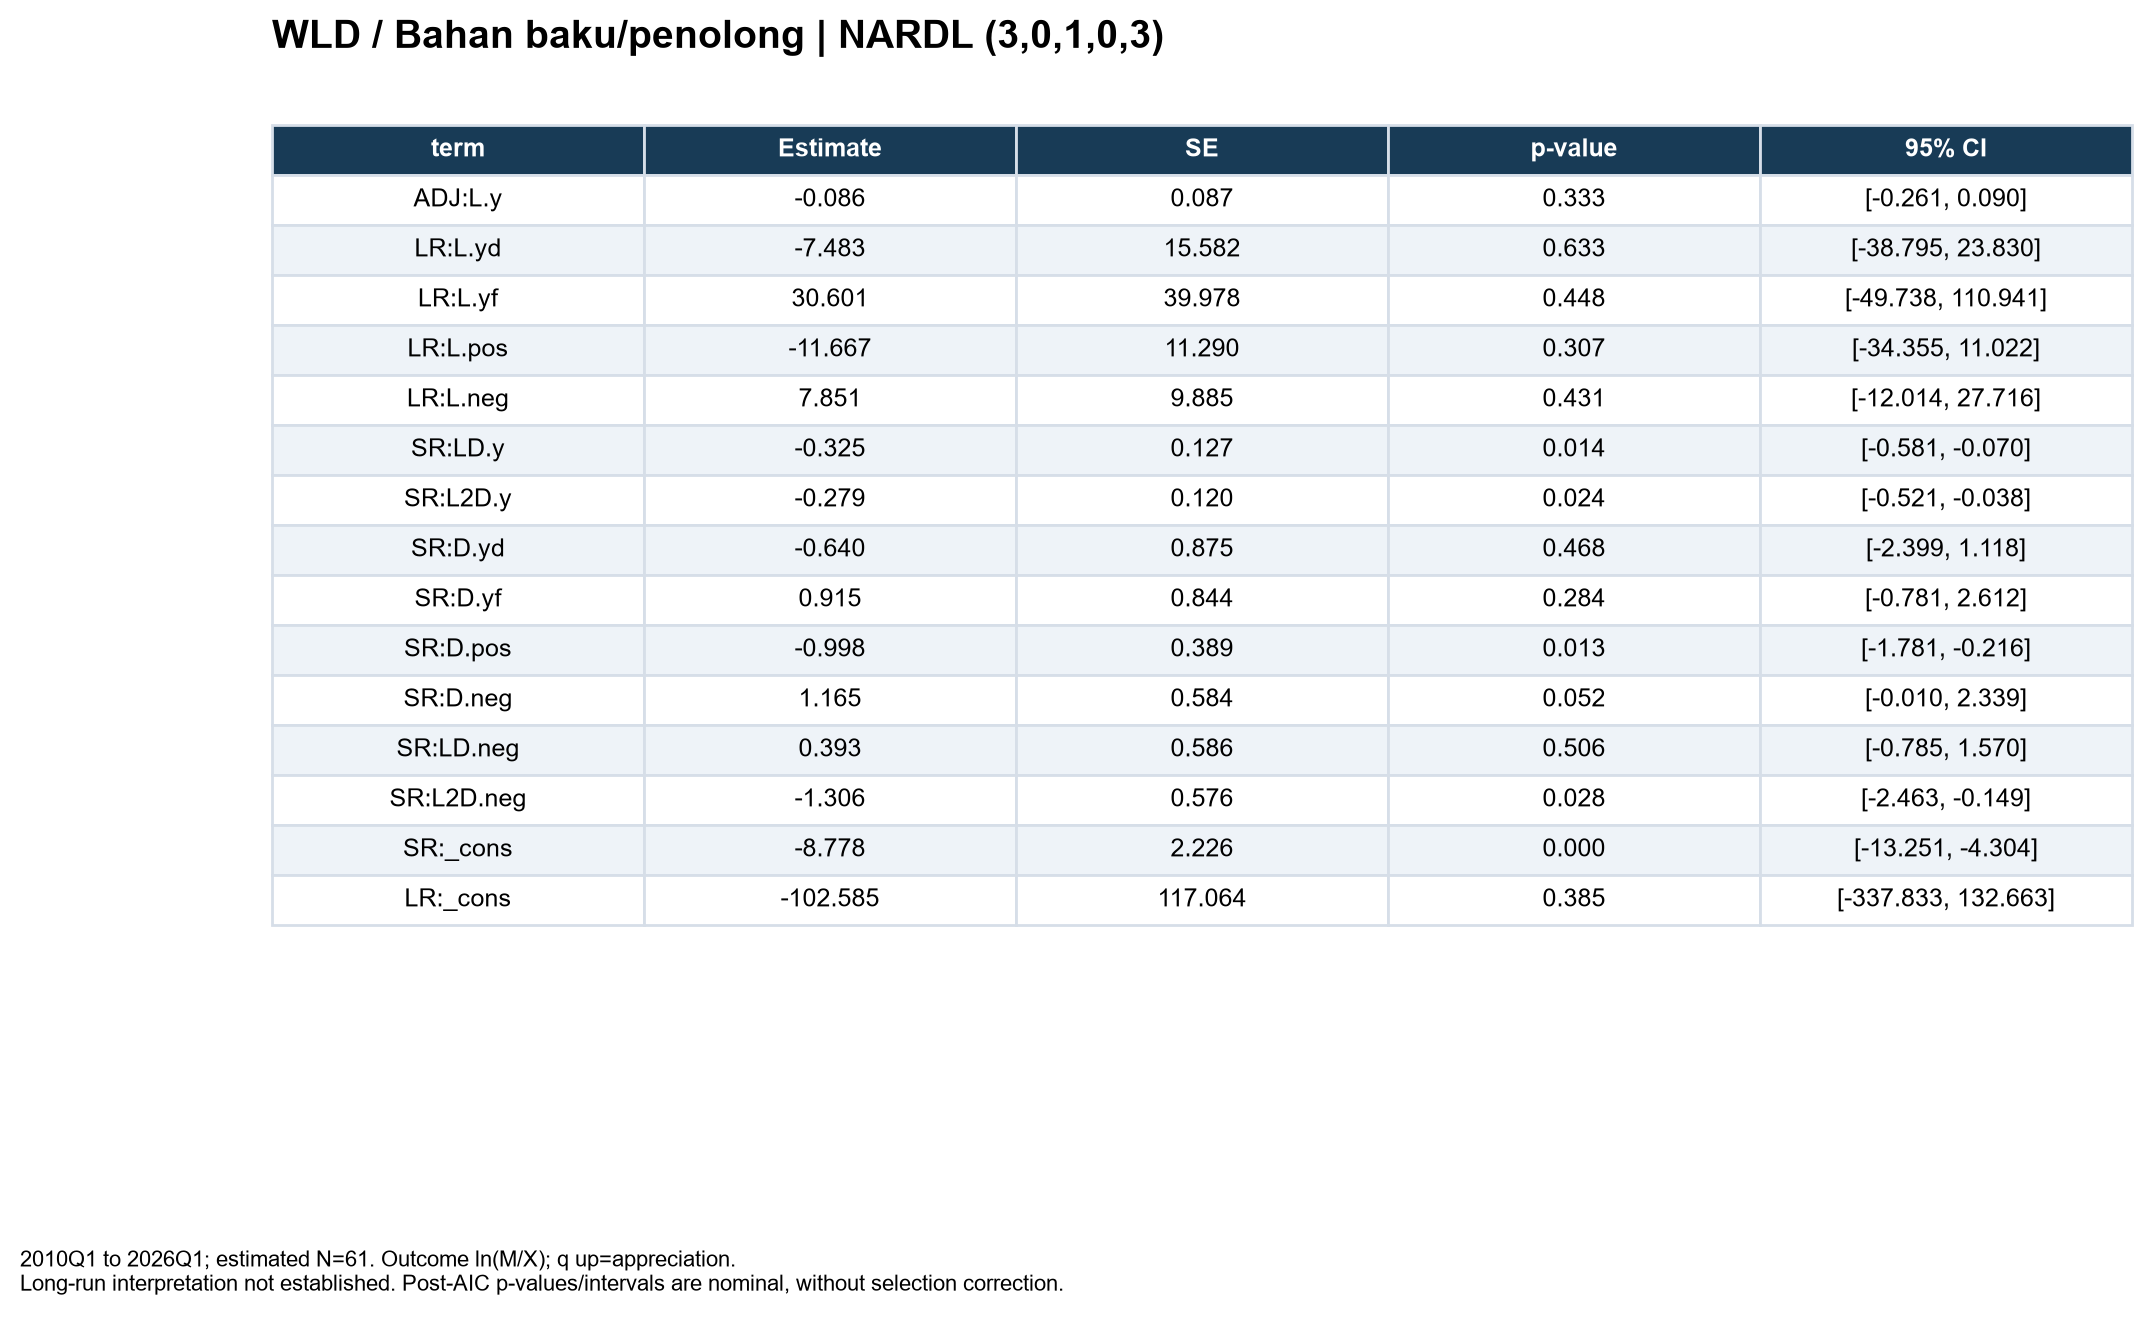 WLD / Bahan baku/penolong | NARDL (3,0,1,0,3)
term Estimate SE p-value 95% CI
ADJ:L.y -0.086 0.087 0.333 [-0.261, 0.090]
LR:L.yd -7.483 15.582 0.633 [-38.795, 23.830]
LR:L.yf 30.601 39.978 0.448 [-49.738, 110.941]
LR:L.pos -11.667 11.290 0.307 [-34.355, 11.022]
LR:L.neg 7.851 9.885 0.431 [-12.014, 27.716]
SR:LD.y -0.325 0.127 0.014 [-0.581, -0.070]
SR:L2D.y -0.279 0.120 0.024 [-0.521, -0.038]
SR:D.yd -0.640 0.875 0.468 [-2.399, 1.118]
SR:D.yf 0.915 0.844 0.284 [-0.781, 2.612]
SR:D.pos -0.998 0.389 0.013 [-1.781, -0.216]
SR:D.neg 1.165 0.584 0.052 [-0.010, 2.339]
SR:LD.neg 0.393 0.586 0.506 [-0.785, 1.570]
SR:L2D.neg -1.306 0.576 0.028 [-2.463, -0.149]
SR:_cons -8.778 2.226 0.000 [-13.251, -4.304]
LR:_cons -102.585 117.064 0.385 [-337.833, 132.663]
2010Q1 to 2026Q1; estimated N=61. Outcome ln(M/X); q up=appreciation.
Long-run interpretation not established. Post-AIC p-values/intervals are nominal, without selection correction.